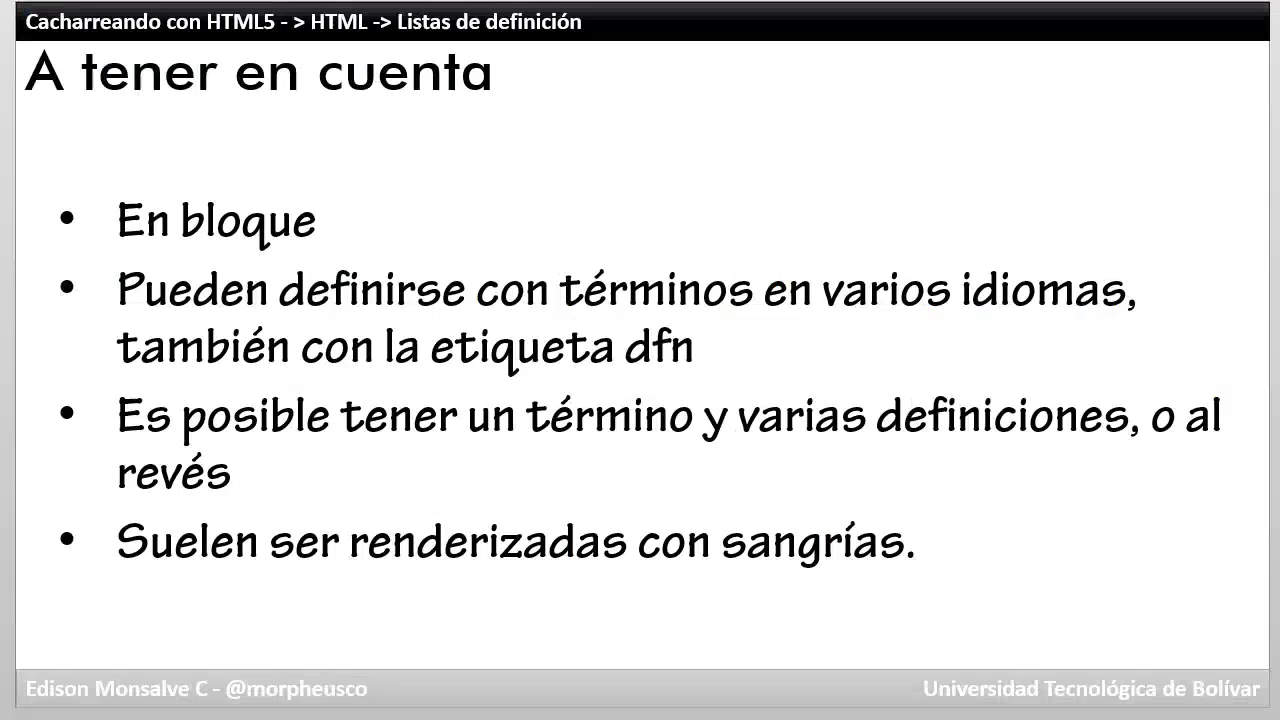 Cacharreando con HTML5 - > HTML -> Listas de definición
A tener en cuenta
• En bloque
• Pueden definirse con términos en varios idiomas,
también con la etiqueta dfn
• Es posible tener un término y varias definiciones, o al
revés
• Suelen ser renderizadas con sangrías.
Edison Monsalve C - @morpheusco
Universidad Tecnológica de Bolívar